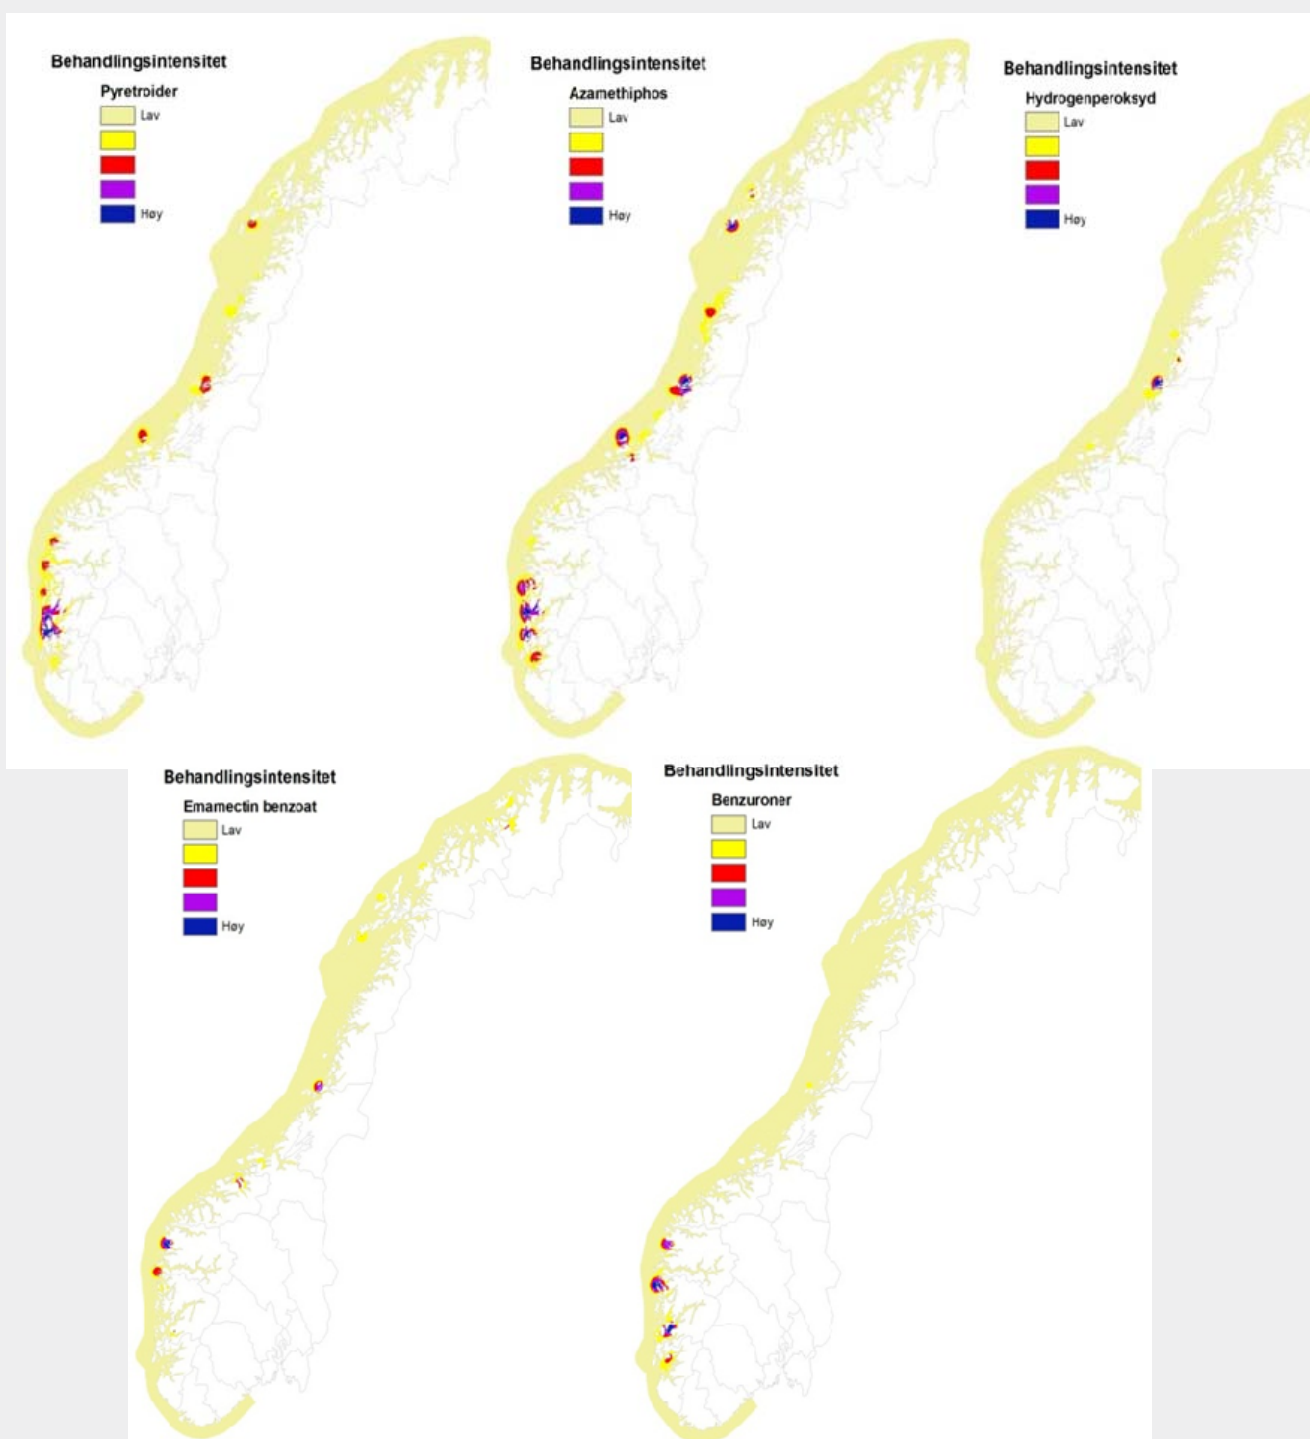 Behandlingsintensitet
Pyretroider
Lav
Høy
Behandlingsintensitet
Azamethiphos
Lav
Høy
Behandlingsintensitet
Hydrogenperoksyd
Lav
Høy
Behandlingsintensitet
Emamectin benzoat
Lav
Høy
Behandlingsintensitet
Benzuroner
Lav
Høy